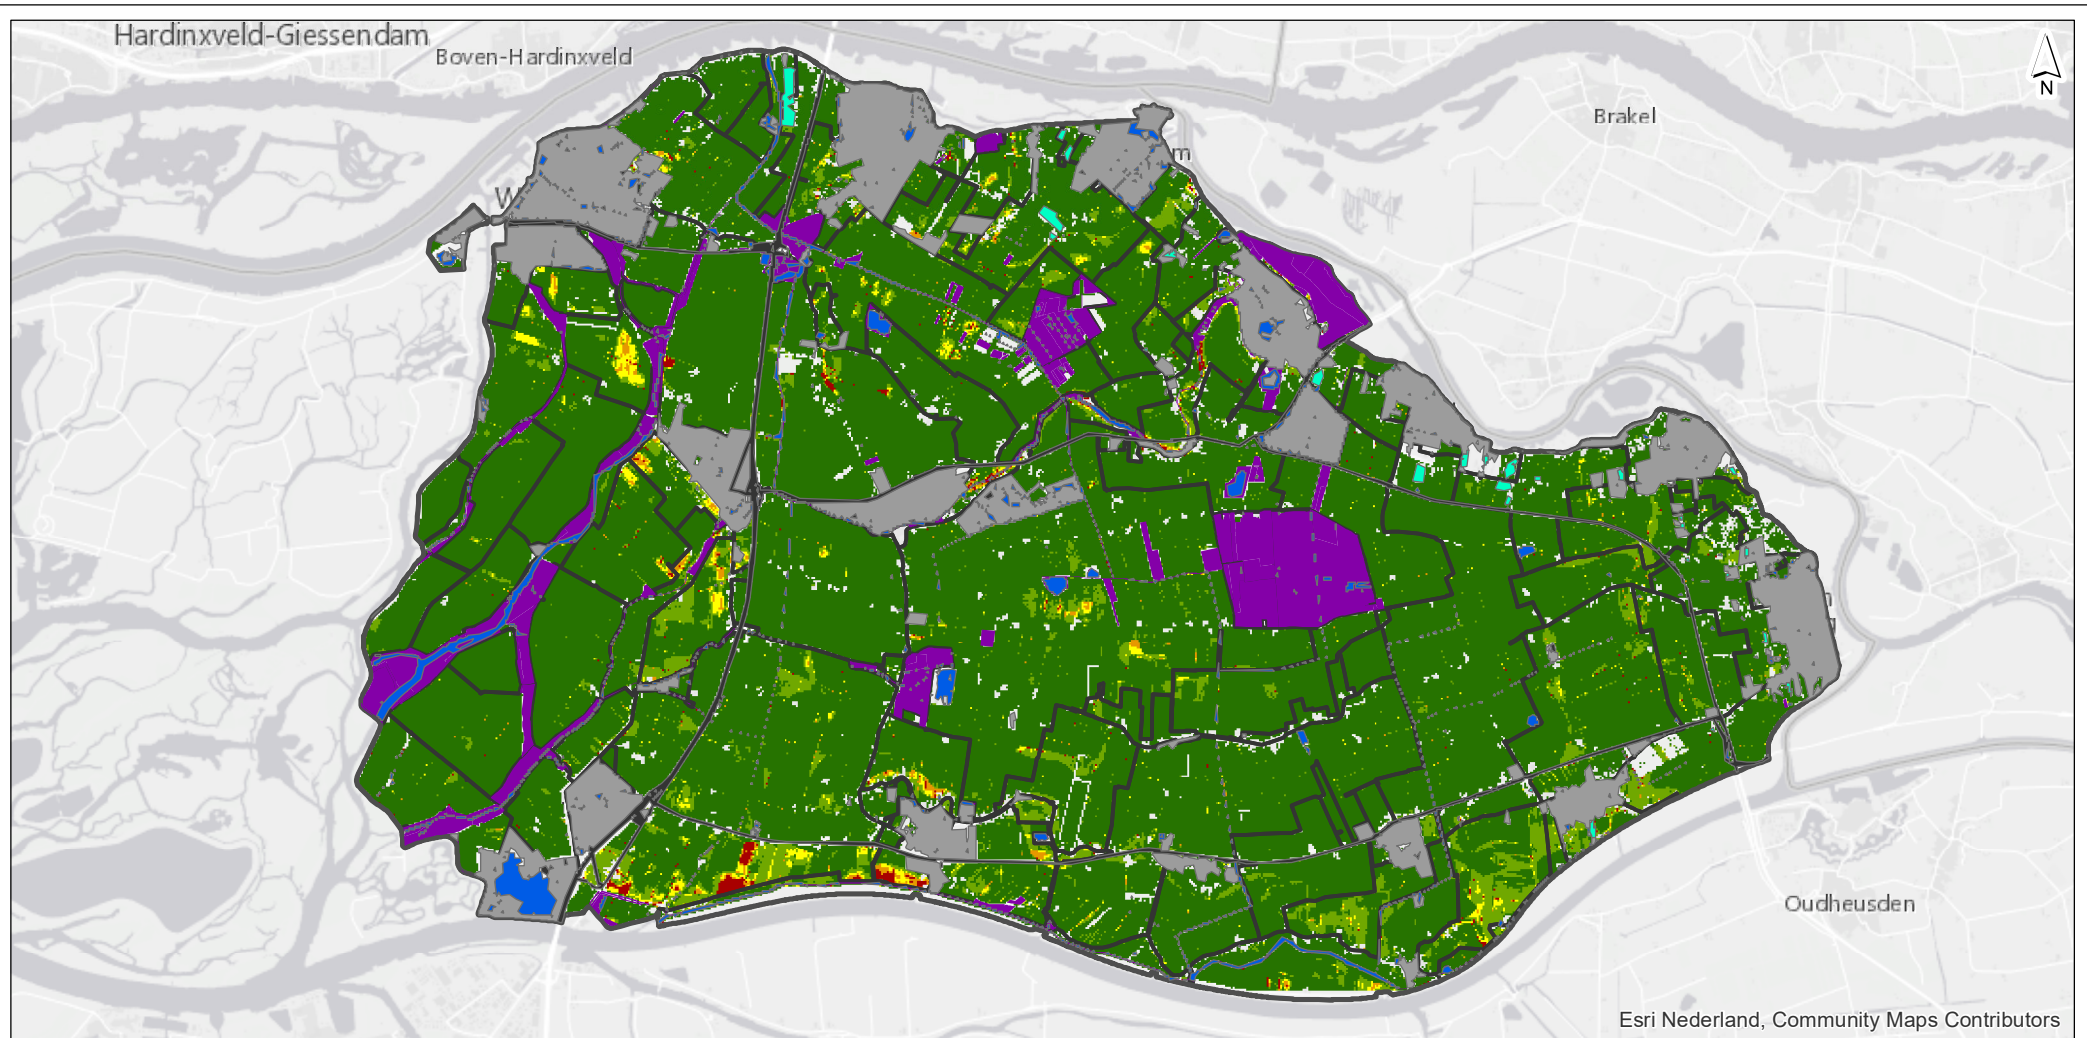 Hardinxveld-Giessendam
Boven-Hardinxveld
N
Brakel
m
W
Oudheusden
Esri Nederland, Community Maps Contributors